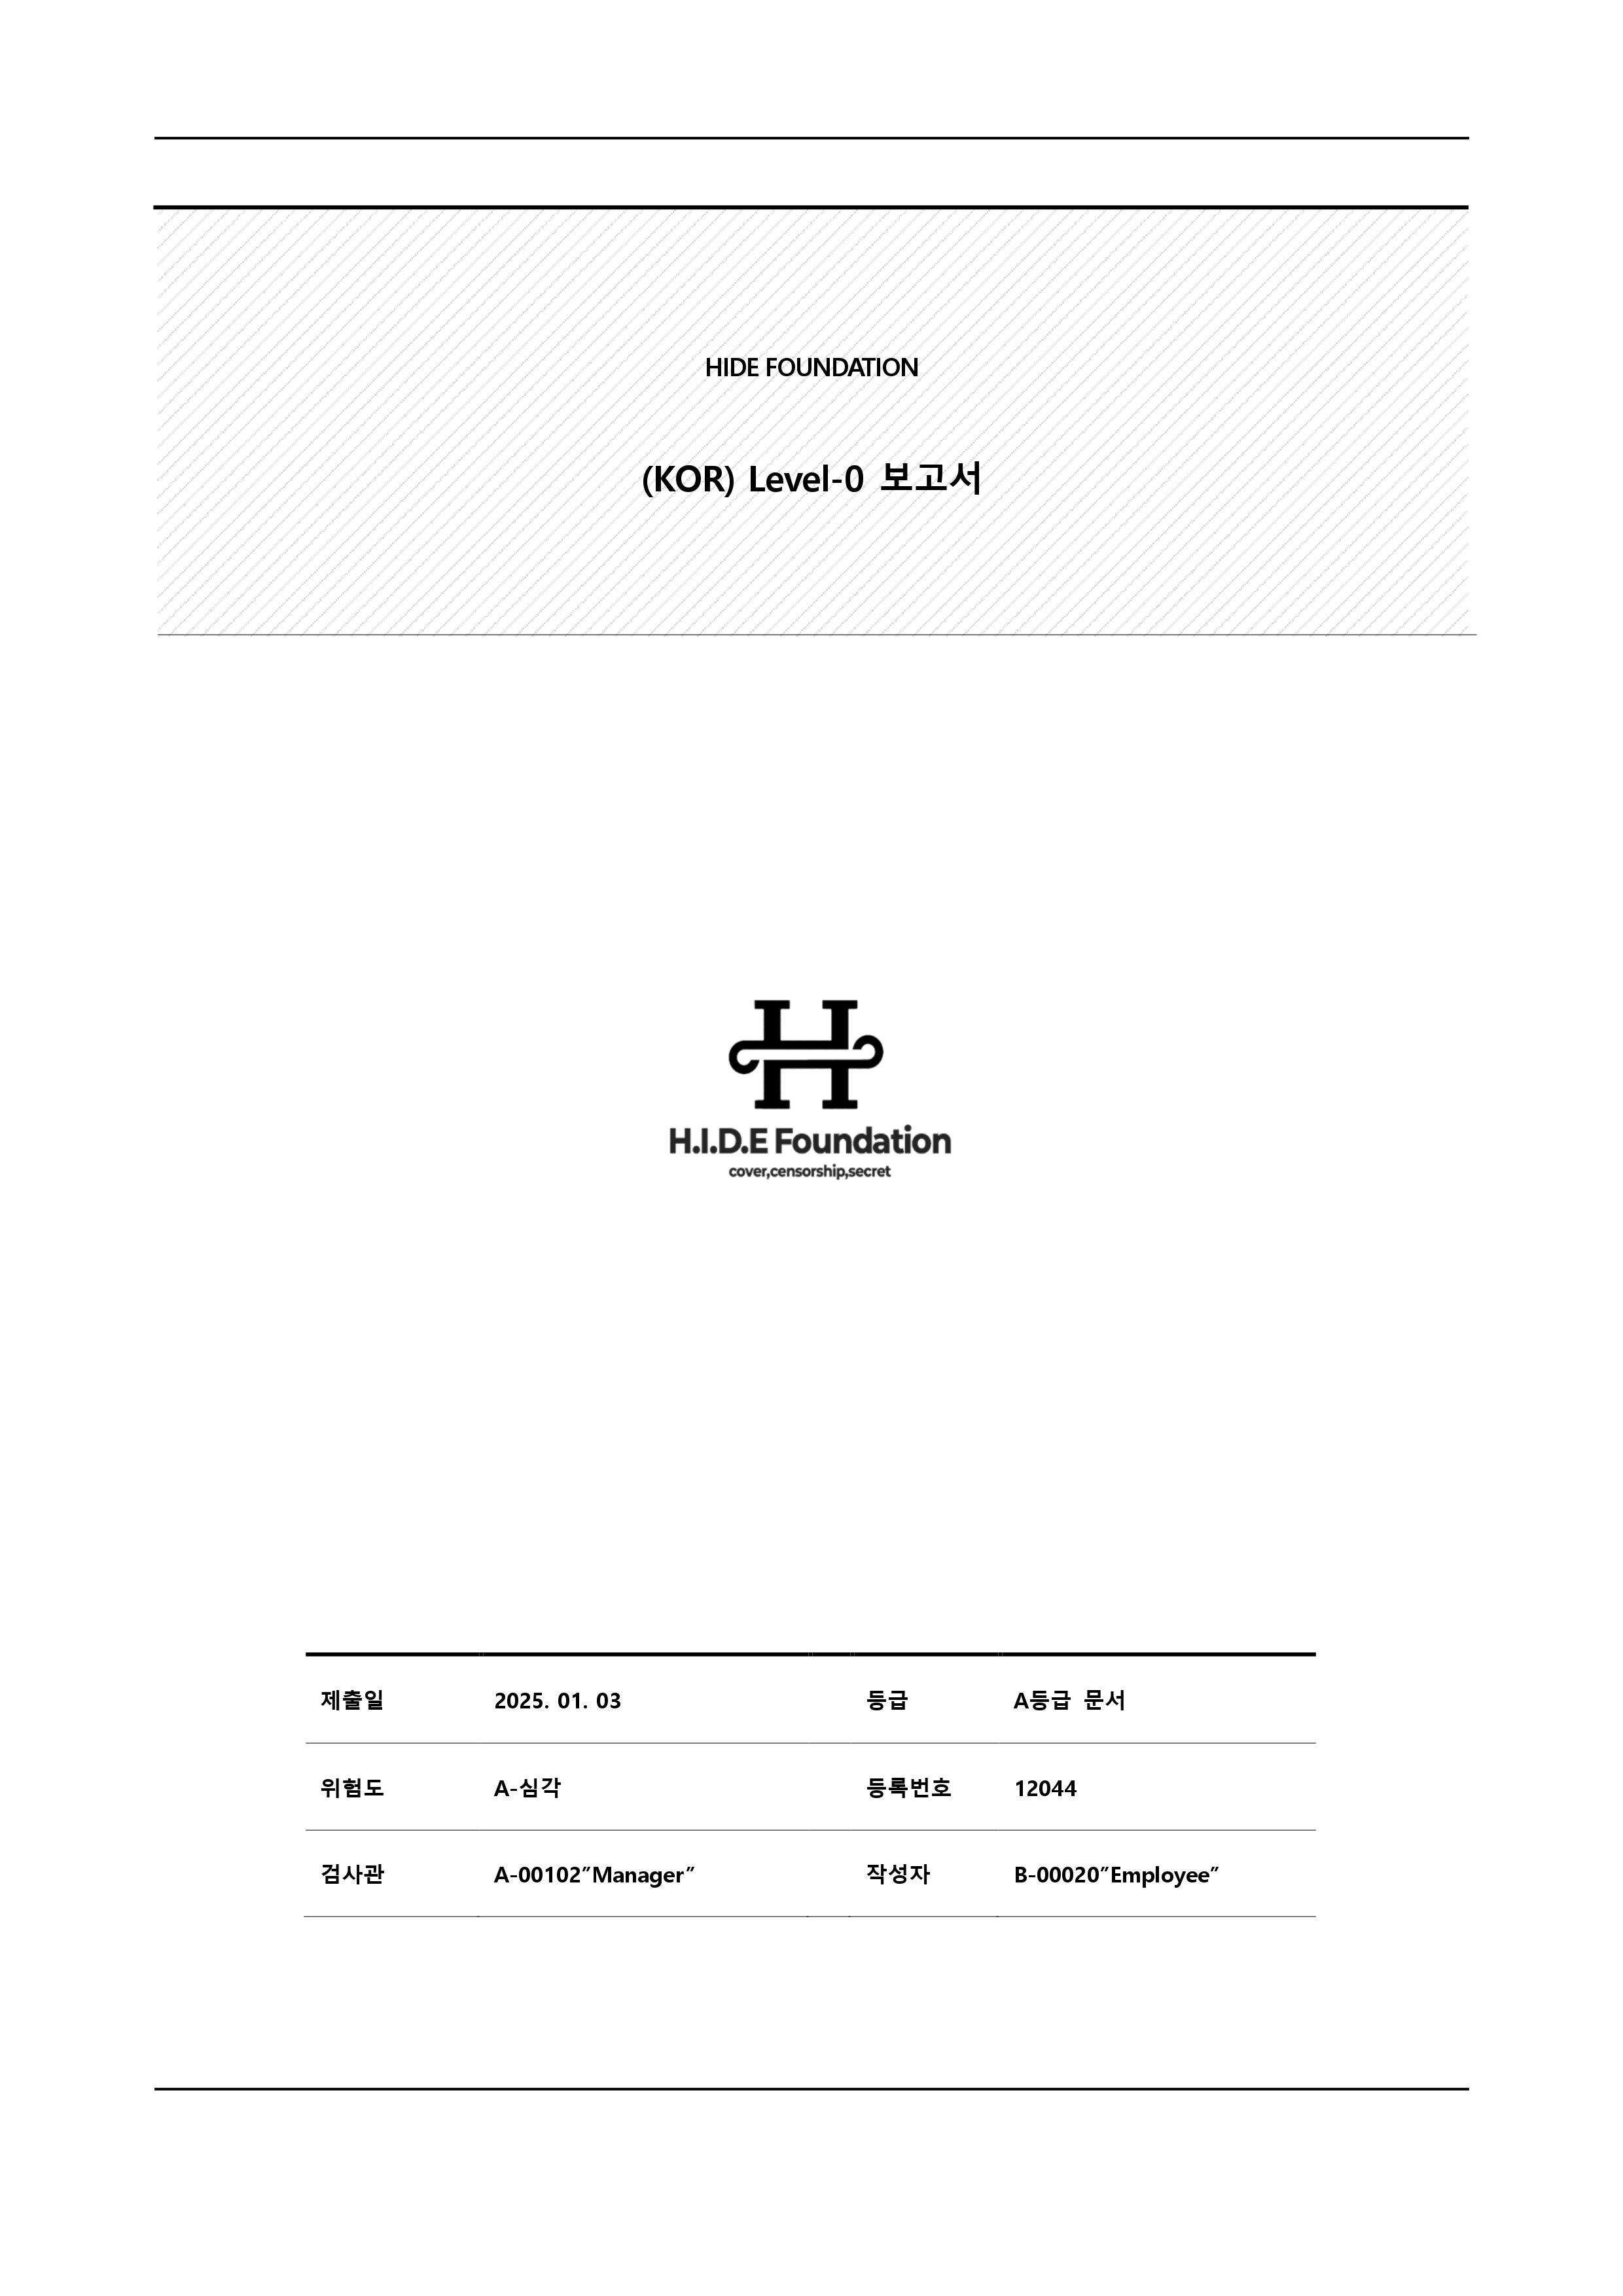 HIDE FOUNDATION
(KOR) Level-0 보고서
H
H.I.D.E Foundation
cover,censorship,secret
제출일 2025. 01. 03 등급 A등급 문서
위험도 A-심각 등록번호 12044
검사관 A-00102″Manager″ 작성자 B-00020″Employee″